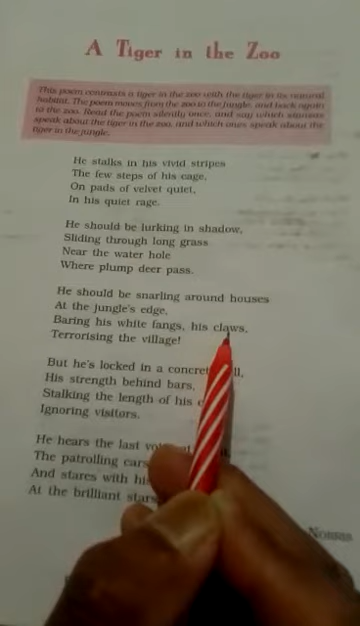 A Tiger in the Zoo
This poem contrasts a tiger in the zoo with the tiger in its natural
habitat. The poem moves from the zoo to the jungle, and back again
to the zoo. Read the poem silently once, and say which stanzas
speak about the tiger in the zoo, and which ones speak about the
tiger in the jungle.
He stalks in his vivid stripes
The few steps of his cage,
On pads of velvet quiet,
In his quiet rage.
He should be lurking in shadow,
Sliding through long grass
Near the water hole
Where plump deer pass.
He should be snarling around houses
At the jungle's edge,
Baring his white fangs, his claws,
Terrorising the village!
But he's locked in a concrete
His strength behind bars,
Stalking the length of his
Ignoring visitors.
He hears the last
The patrolling cars
And stares with his
At the brilliant stars